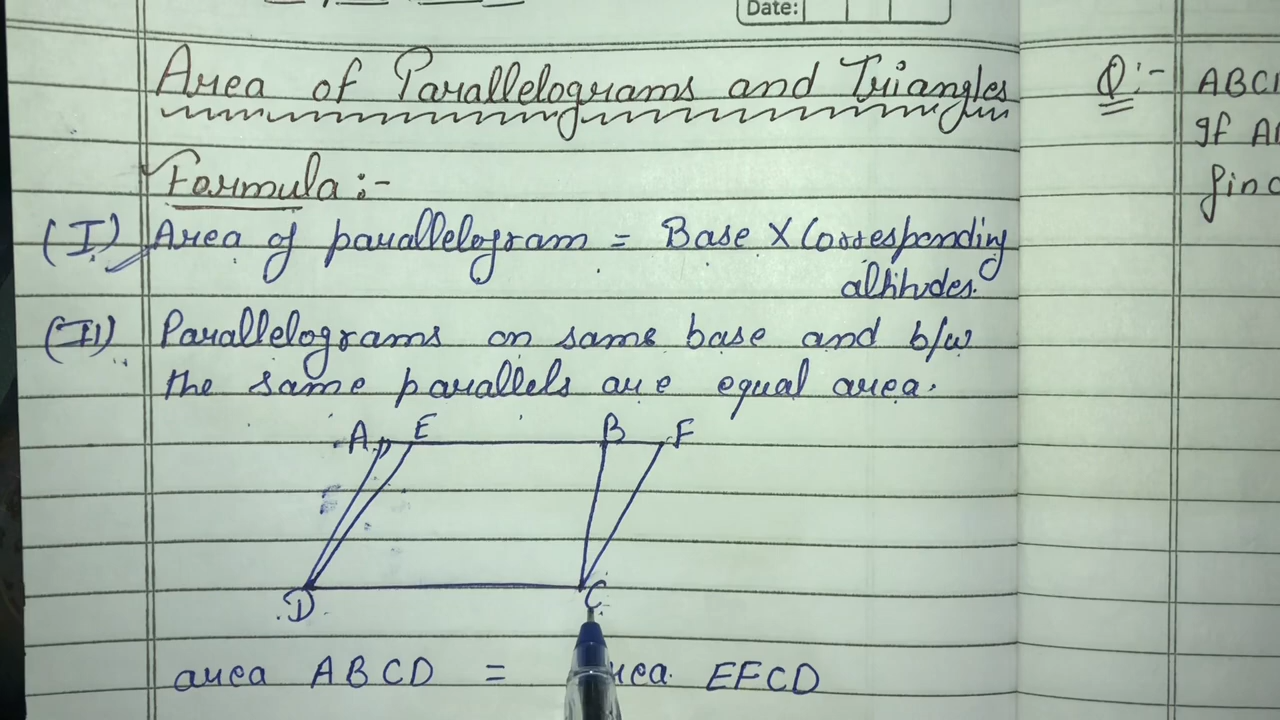 Date:
Area of Parallelograms and Triangles
Formula :-
(I) Area of parallelogram = Base X Corresponding
altitudes.
(II) Parallelograms on same base and b/w
the same parallels are equal area.
A E B F
D C
area ABCD = area EFCD
Q:- ABC
If A
find